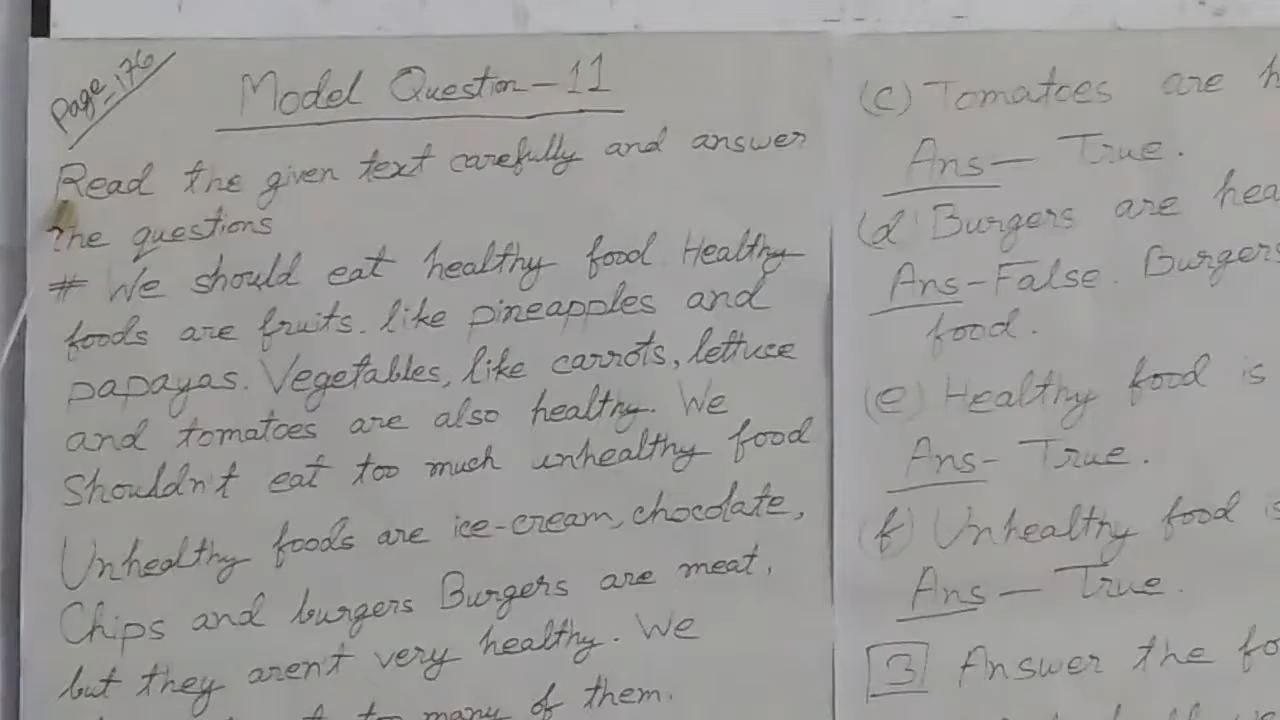 Page-176
Model Question-11
Read the given text carefully and answer
The questions
# We should eat healthy food Healthy
foods are fruits. like pineapples and
papayas. Vegetables, like carrots, lettuce
and tomatoes are also healthy. We
Shouldn't eat too much unhealthy food
Unhealthy foods are ice-cream, chocolate,
Chips and burgers Burgers are meat,
but they aren't very healthy. We
too many of them.
(c) Tomatoes are
Ans- True.
(d) Burgers are
Ans-False. Burgers
food.
(e) Healthy food is
Ans- True.
(f) Unhealthy food
Ans- True.
3 Answer the